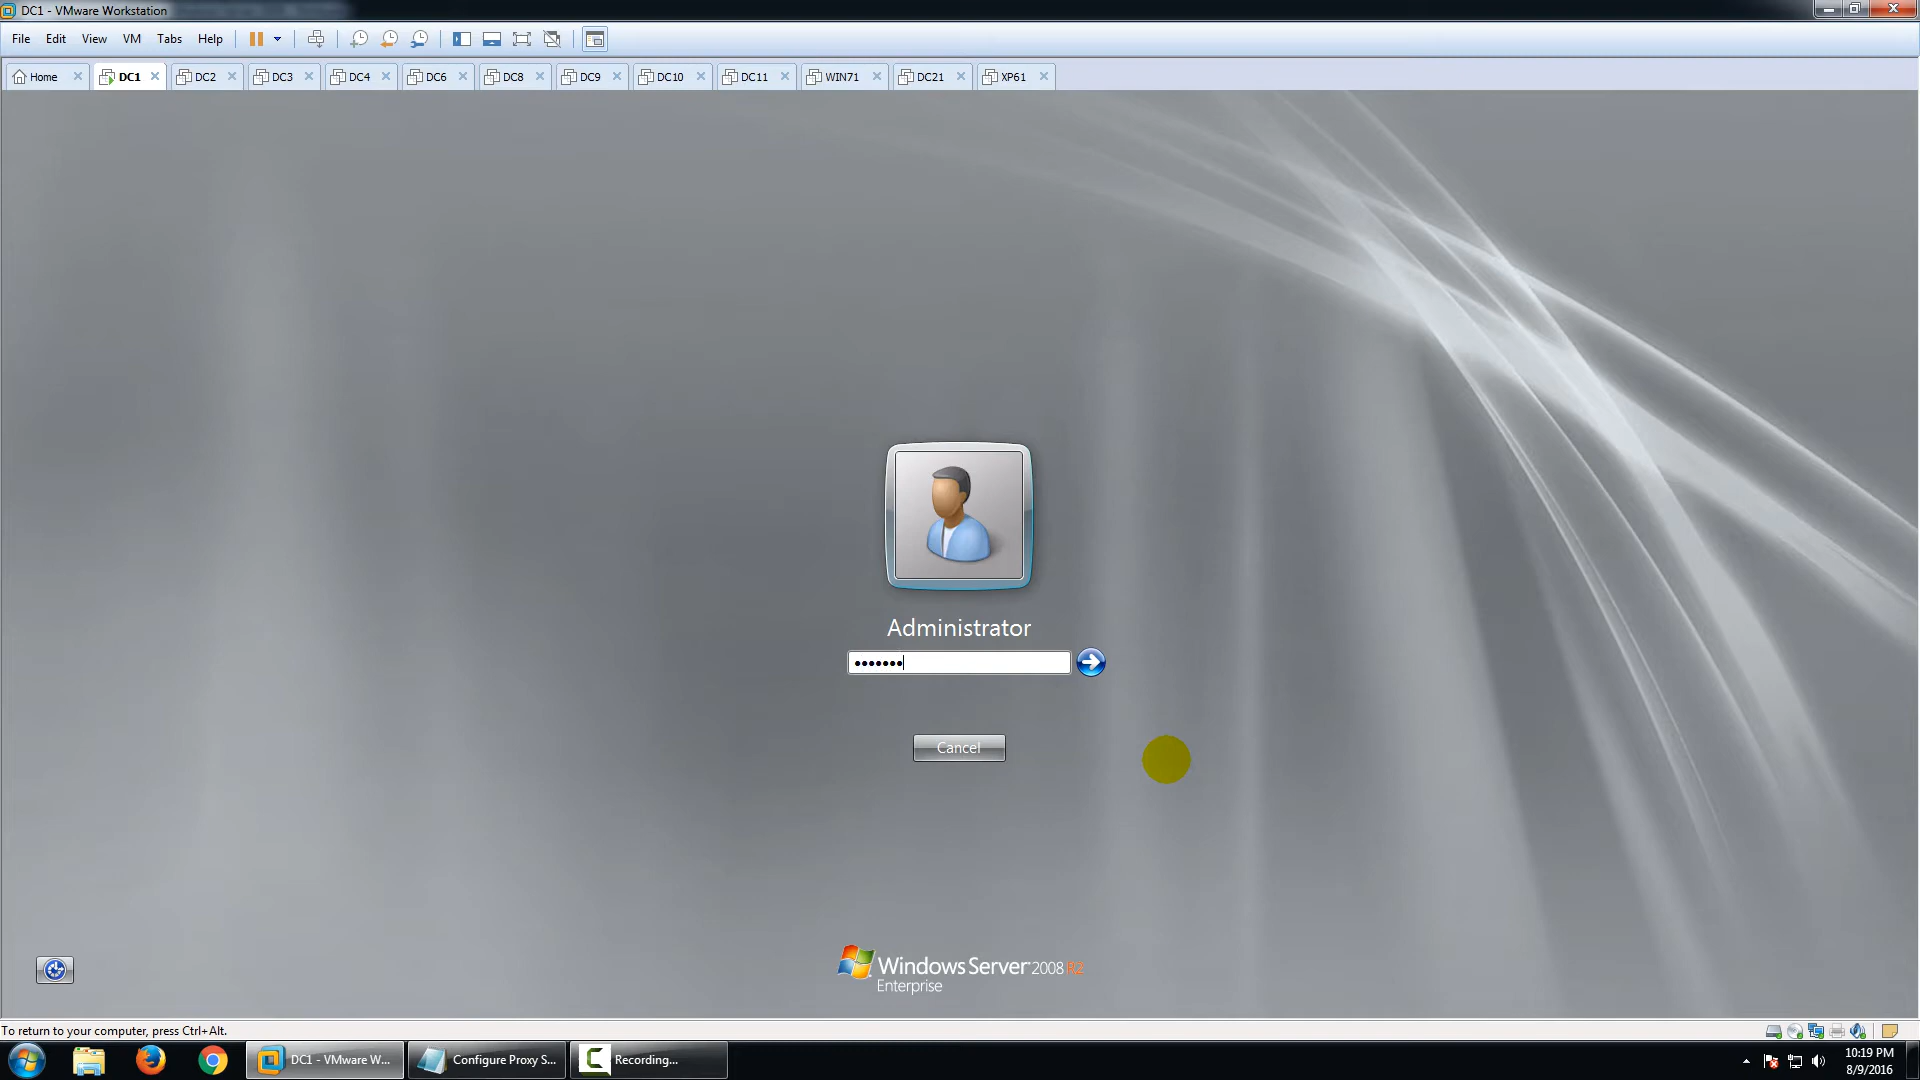 DC1 - VMware Workstation
File Edit View VM Tabs Help
Home DC1 DC2 DC3 DC4 DC6 DC8 DC9 DC10 DC11 WIN71 DC21 XP61
Administrator
Cancel
Windows Server 2008 R2
Enterprise
To return to your computer, press Ctrl+Alt.
DC1 - VMware W... Configure Proxy S... Recording... 10:19 PM
8/9/2016